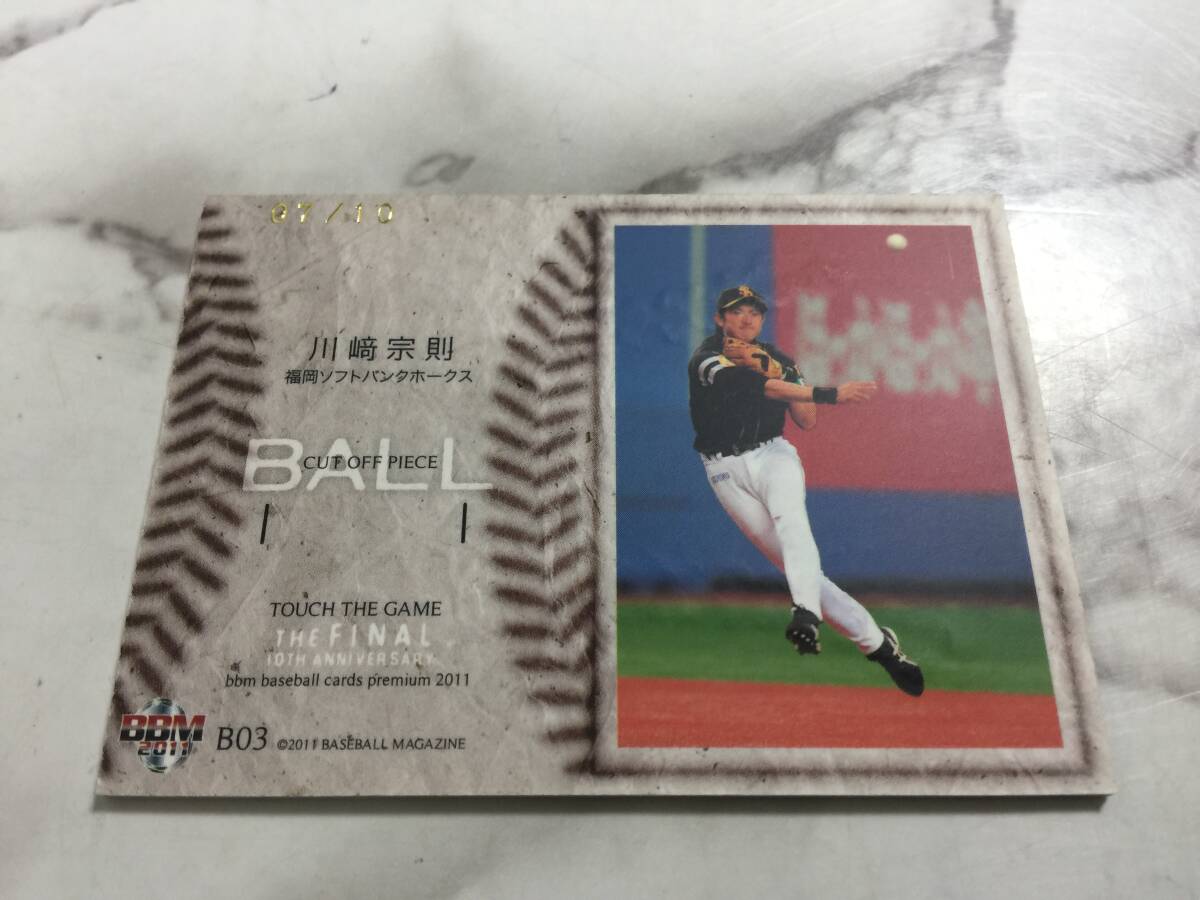 07/10
川﨑宗則
福岡ソフトバンクホークス
BALL
CUT OFF PIECE
TOUCH THE GAME
THE FINAL
10TH ANNIVERSARY
bbm baseball cards premium 2011
BBM
2011
B03 ©2011 BASEBALL MAGAZINE